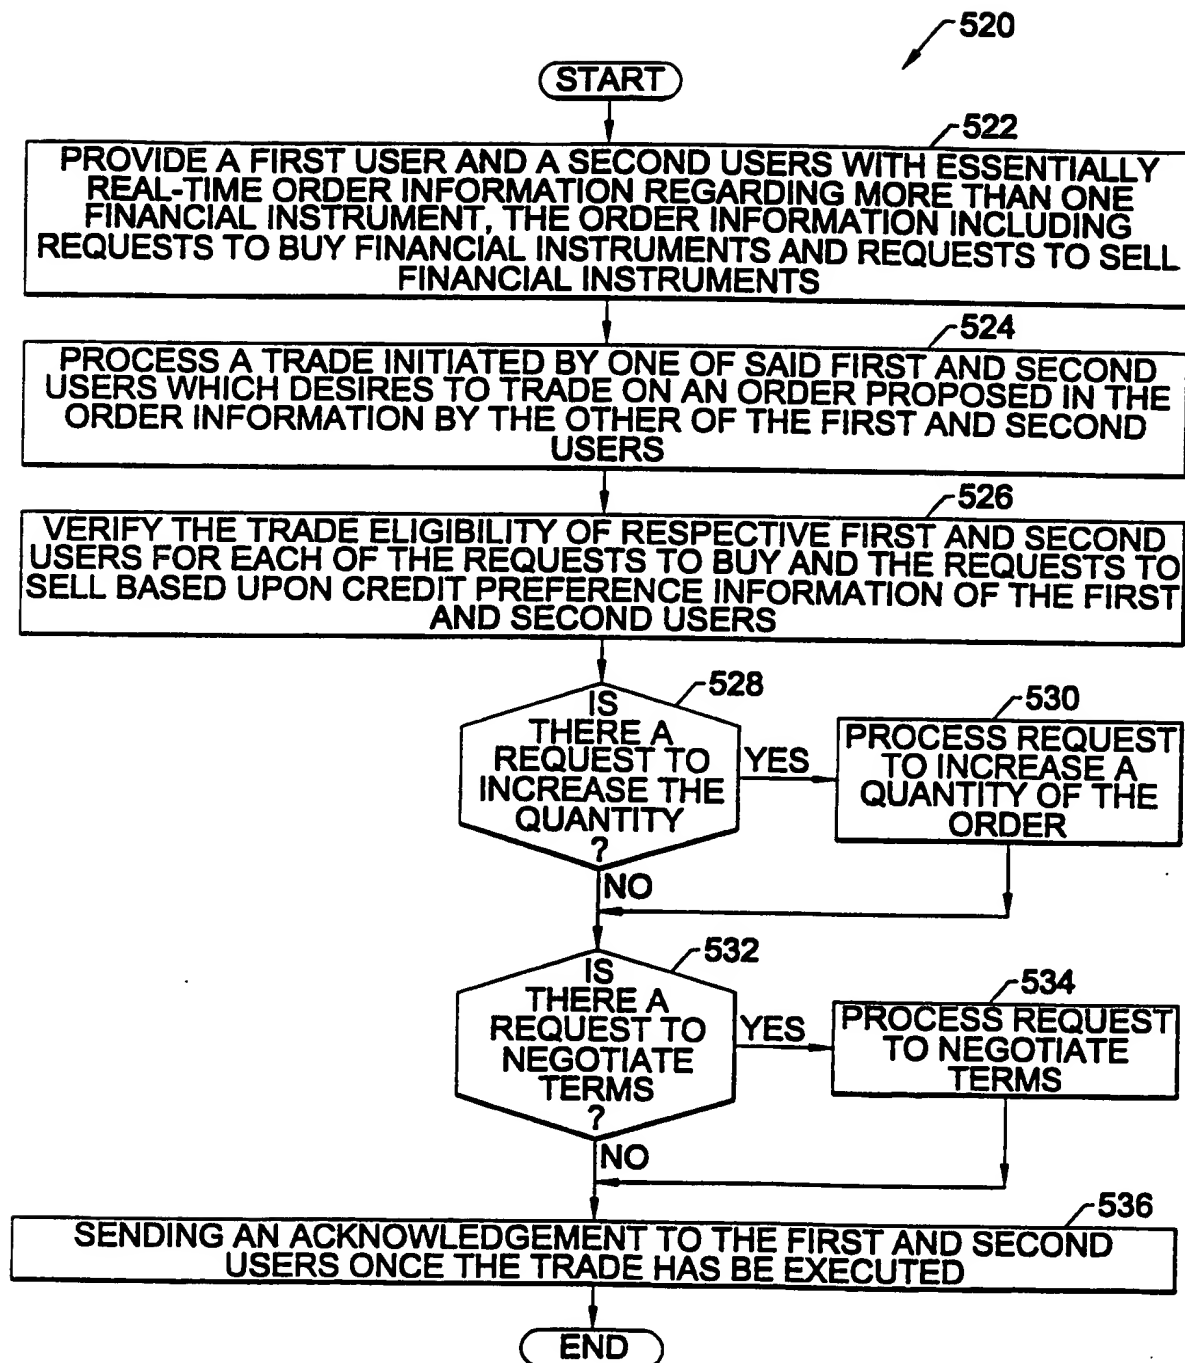 520
START
522
PROVIDE A FIRST USER AND A SECOND USERS WITH ESSENTIALLY
REAL-TIME ORDER INFORMATION REGARDING MORE THAN ONE
FINANCIAL INSTRUMENT, THE ORDER INFORMATION INCLUDING
REQUESTS TO BUY FINANCIAL INSTRUMENTS AND REQUESTS TO SELL
FINANCIAL INSTRUMENTS
524
PROCESS A TRADE INITIATED BY ONE OF SAID FIRST AND SECOND
USERS WHICH DESIRES TO TRADE ON AN ORDER PROPOSED IN THE
ORDER INFORMATION BY THE OTHER OF THE FIRST AND SECOND
USERS
526
VERIFY THE TRADE ELIGIBILITY OF RESPECTIVE FIRST AND SECOND
USERS FOR EACH OF THE REQUESTS TO BUY AND THE REQUESTS TO
SELL BASED UPON CREDIT PREFERENCE INFORMATION OF THE FIRST
AND SECOND USERS
528
IS
THERE A
REQUEST TO
INCREASE THE
QUANTITY
?
YES
530
PROCESS REQUEST
TO INCREASE A
QUANTITY OF THE
ORDER
NO
532
IS
THERE A
REQUEST TO
NEGOTIATE
TERMS
?
YES
534
PROCESS REQUEST
TO NEGOTIATE
TERMS
NO
536
SENDING AN ACKNOWLEDGEMENT TO THE FIRST AND SECOND
USERS ONCE THE TRADE HAS BE EXECUTED
END